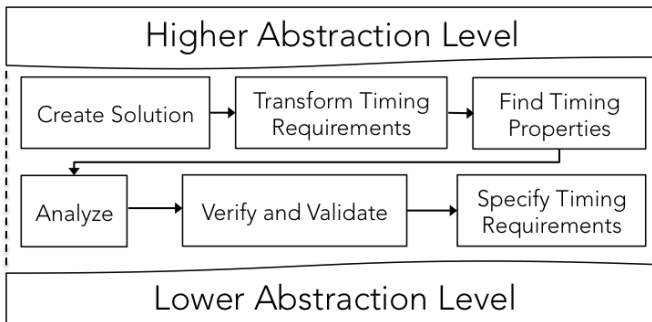 Higher Abstraction Level
Create Solution
Transform Timing
Requirements
Find Timing
Properties
Analyze
Verify and Validate
Specify Timing
Requirements
Lower Abstraction Level